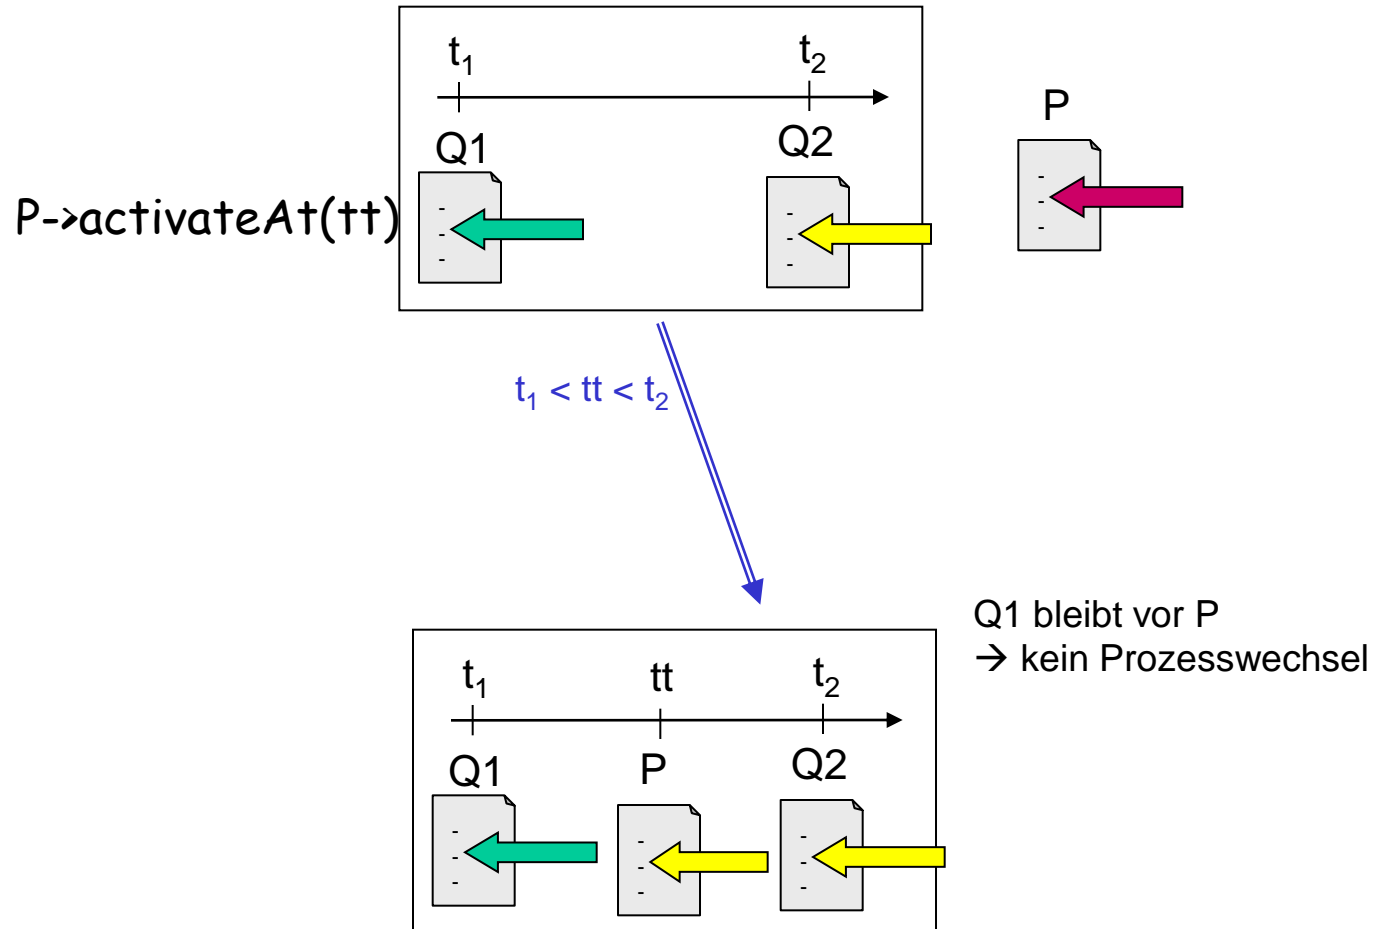 t₁ t₂
P
Q1 Q2
P->activateAt(tt)
- - -
- - -
- - -
t₁ < tt < t₂
Q1 bleibt vor P
→ kein Prozesswechsel
t₁ tt t₂
Q1 P Q2
- - -
- - -
- - -